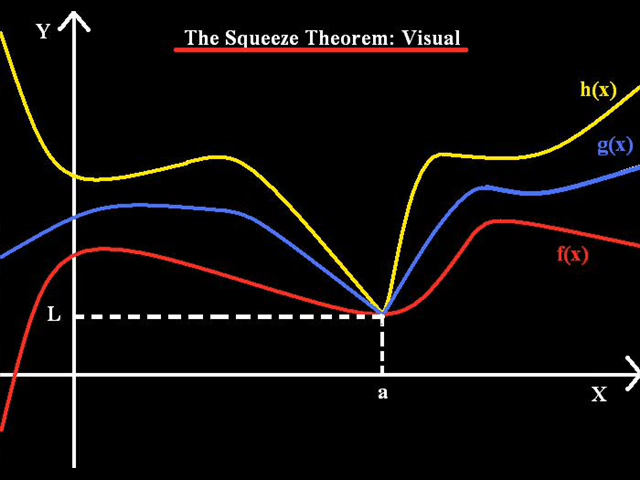 The Squeeze Theorem: Visual
Y
h(x)
g(x)
f(x)
L
a
X